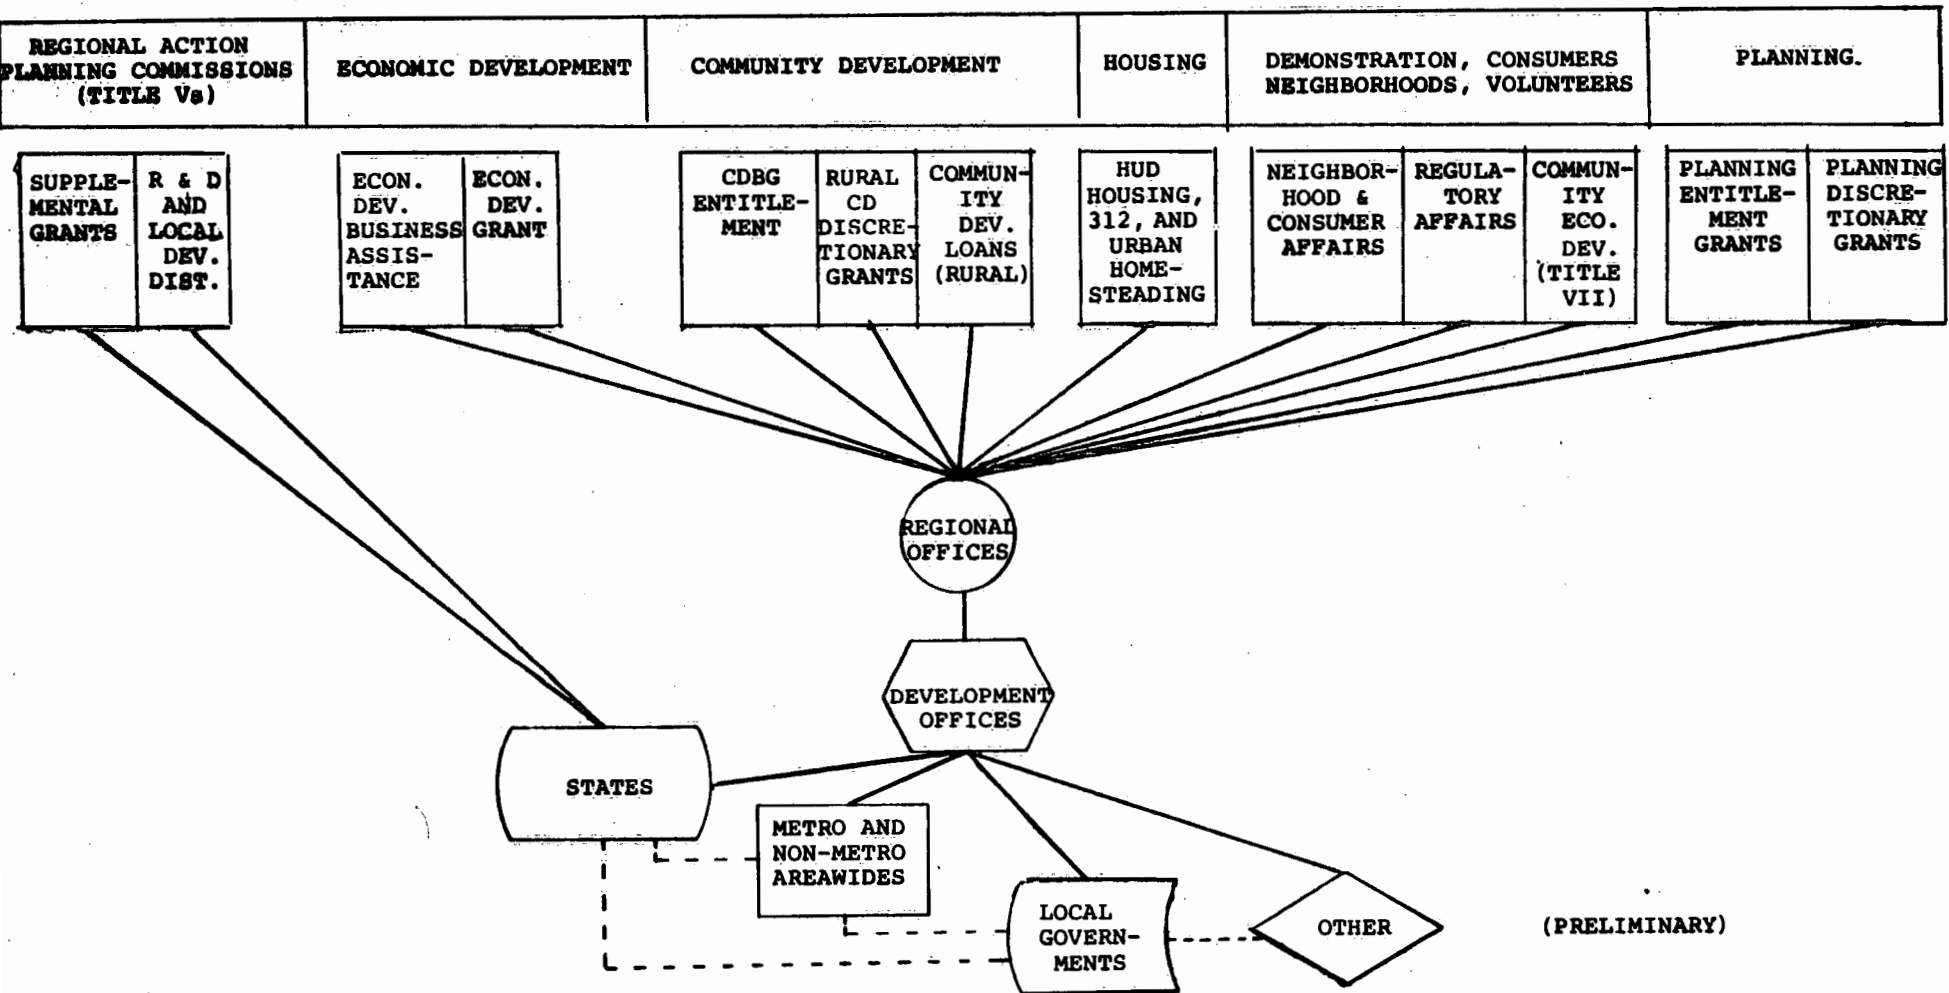 REGIONAL ACTION
PLANNING COMMISSIONS
(TITLE Vs)
ECONOMIC DEVELOPMENT
COMMUNITY DEVELOPMENT
HOUSING
DEMONSTRATION, CONSUMERS
NEIGHBORHOODS, VOLUNTEERS
PLANNING.
SUPPLE-
MENTAL
GRANTS
R & D
AND
LOCAL
DEV.
DIST.
ECON.
DEV.
BUSINESS
ASSIS-
TANCE
ECON.
DEV.
GRANT
CDBG
ENTITLE-
MENT
RURAL
CD
DISCRE-
TIONARY
GRANTS
COMMUN-
ITY
DEV.
LOANS
(RURAL)
HUD
HOUSING,
312, AND
URBAN
HOME-
STEADING
NEIGHBOR-
HOOD &
CONSUMER
AFFAIRS
REGULA-
TORY
AFFAIRS
COMMUN-
ITY
ECO.
DEV.
(TITLE
VII)
PLANNING
ENTITLE-
MENT
GRANTS
PLANNING
DISCRE-
TIONARY
GRANTS
REGIONAL
OFFICES
DEVELOPMENT
OFFICES
STATES
METRO AND
NON-METRO
AREAWIDES
LOCAL
GOVERN-
MENTS
OTHER
(PRELIMINARY)